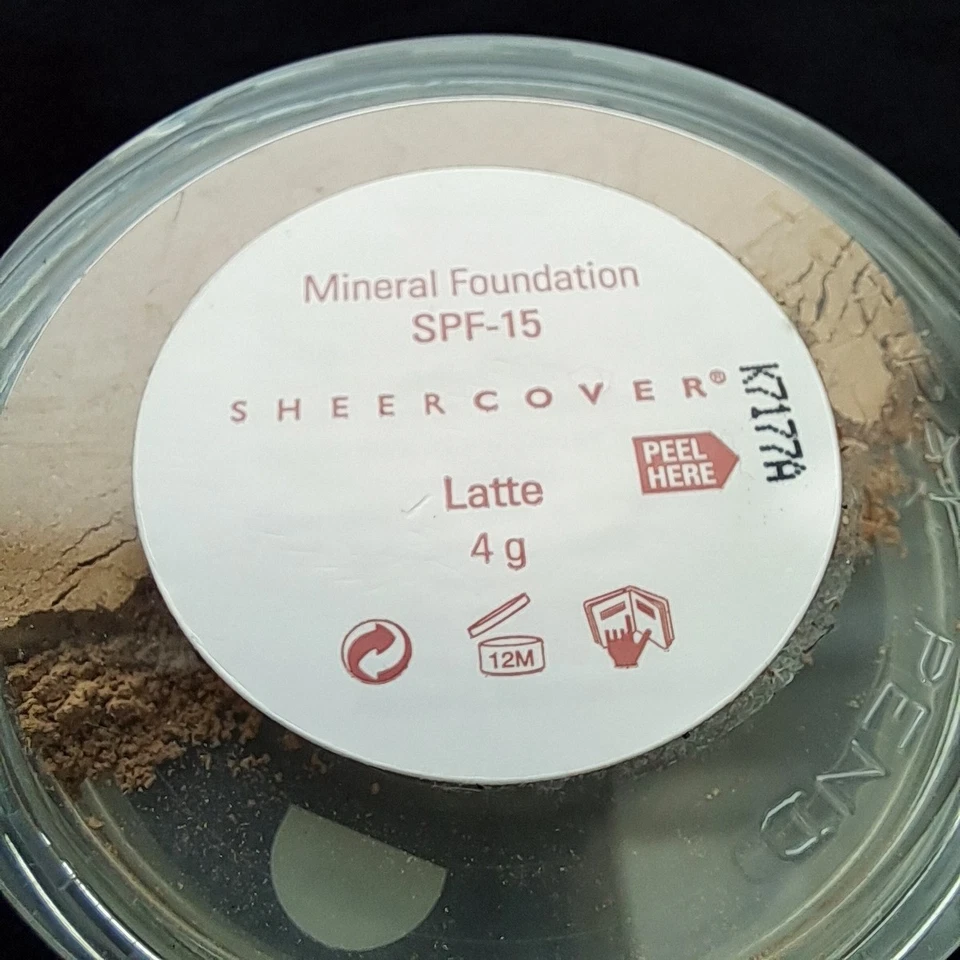 Mineral Foundation
SPF-15
SHEERCOVER®
K7177A
PEEL
HERE
Latte
4 g
12M